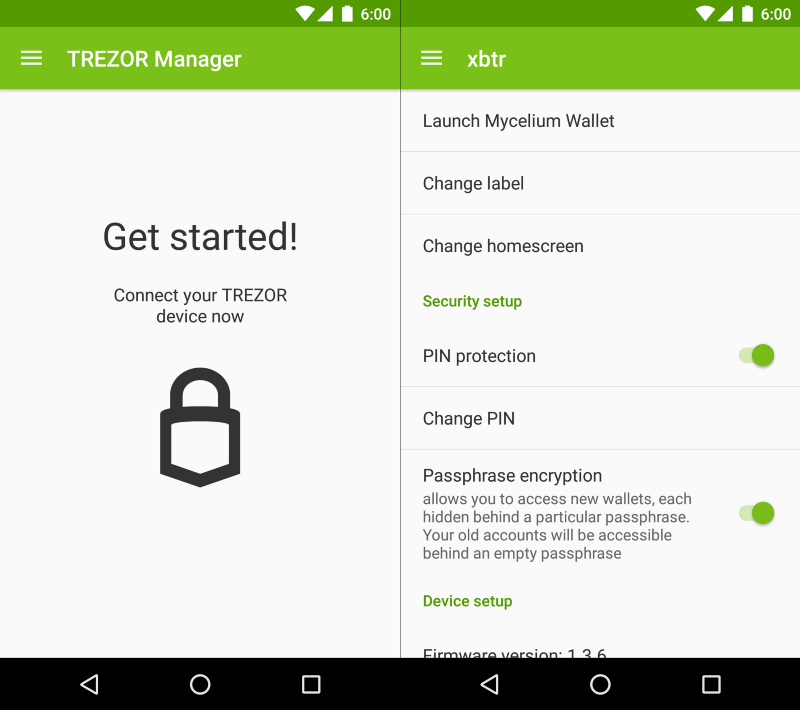 6:00
TREZOR Manager
Get started!
Connect your TREZOR
device now
6:00
xbtr
Launch Mycelium Wallet
Change label
Change homescreen
Security setup
PIN protection
Change PIN
Passphrase encryption
allows you to access new wallets, each
hidden behind a particular passphrase.
Your old accounts will be accessible
behind an empty passphrase
Device setup
Firmware version: 1.3.6